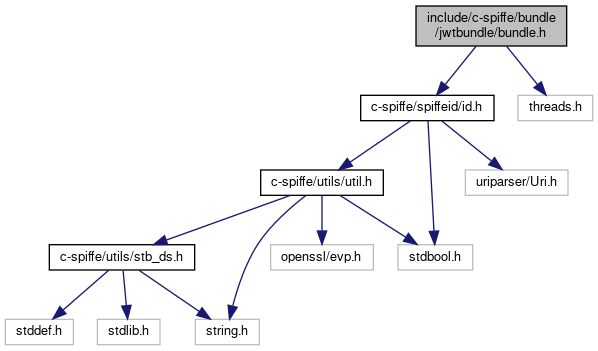 include/c-spiffe/bundle
/jwtbundle/bundle.h
c-spiffe/spiffeid/id.h
threads.h
c-spiffe/utils/util.h
uriparser/Uri.h
c-spiffe/utils/stb_ds.h
openssl/evp.h
stdbool.h
stddef.h
stdlib.h
string.h